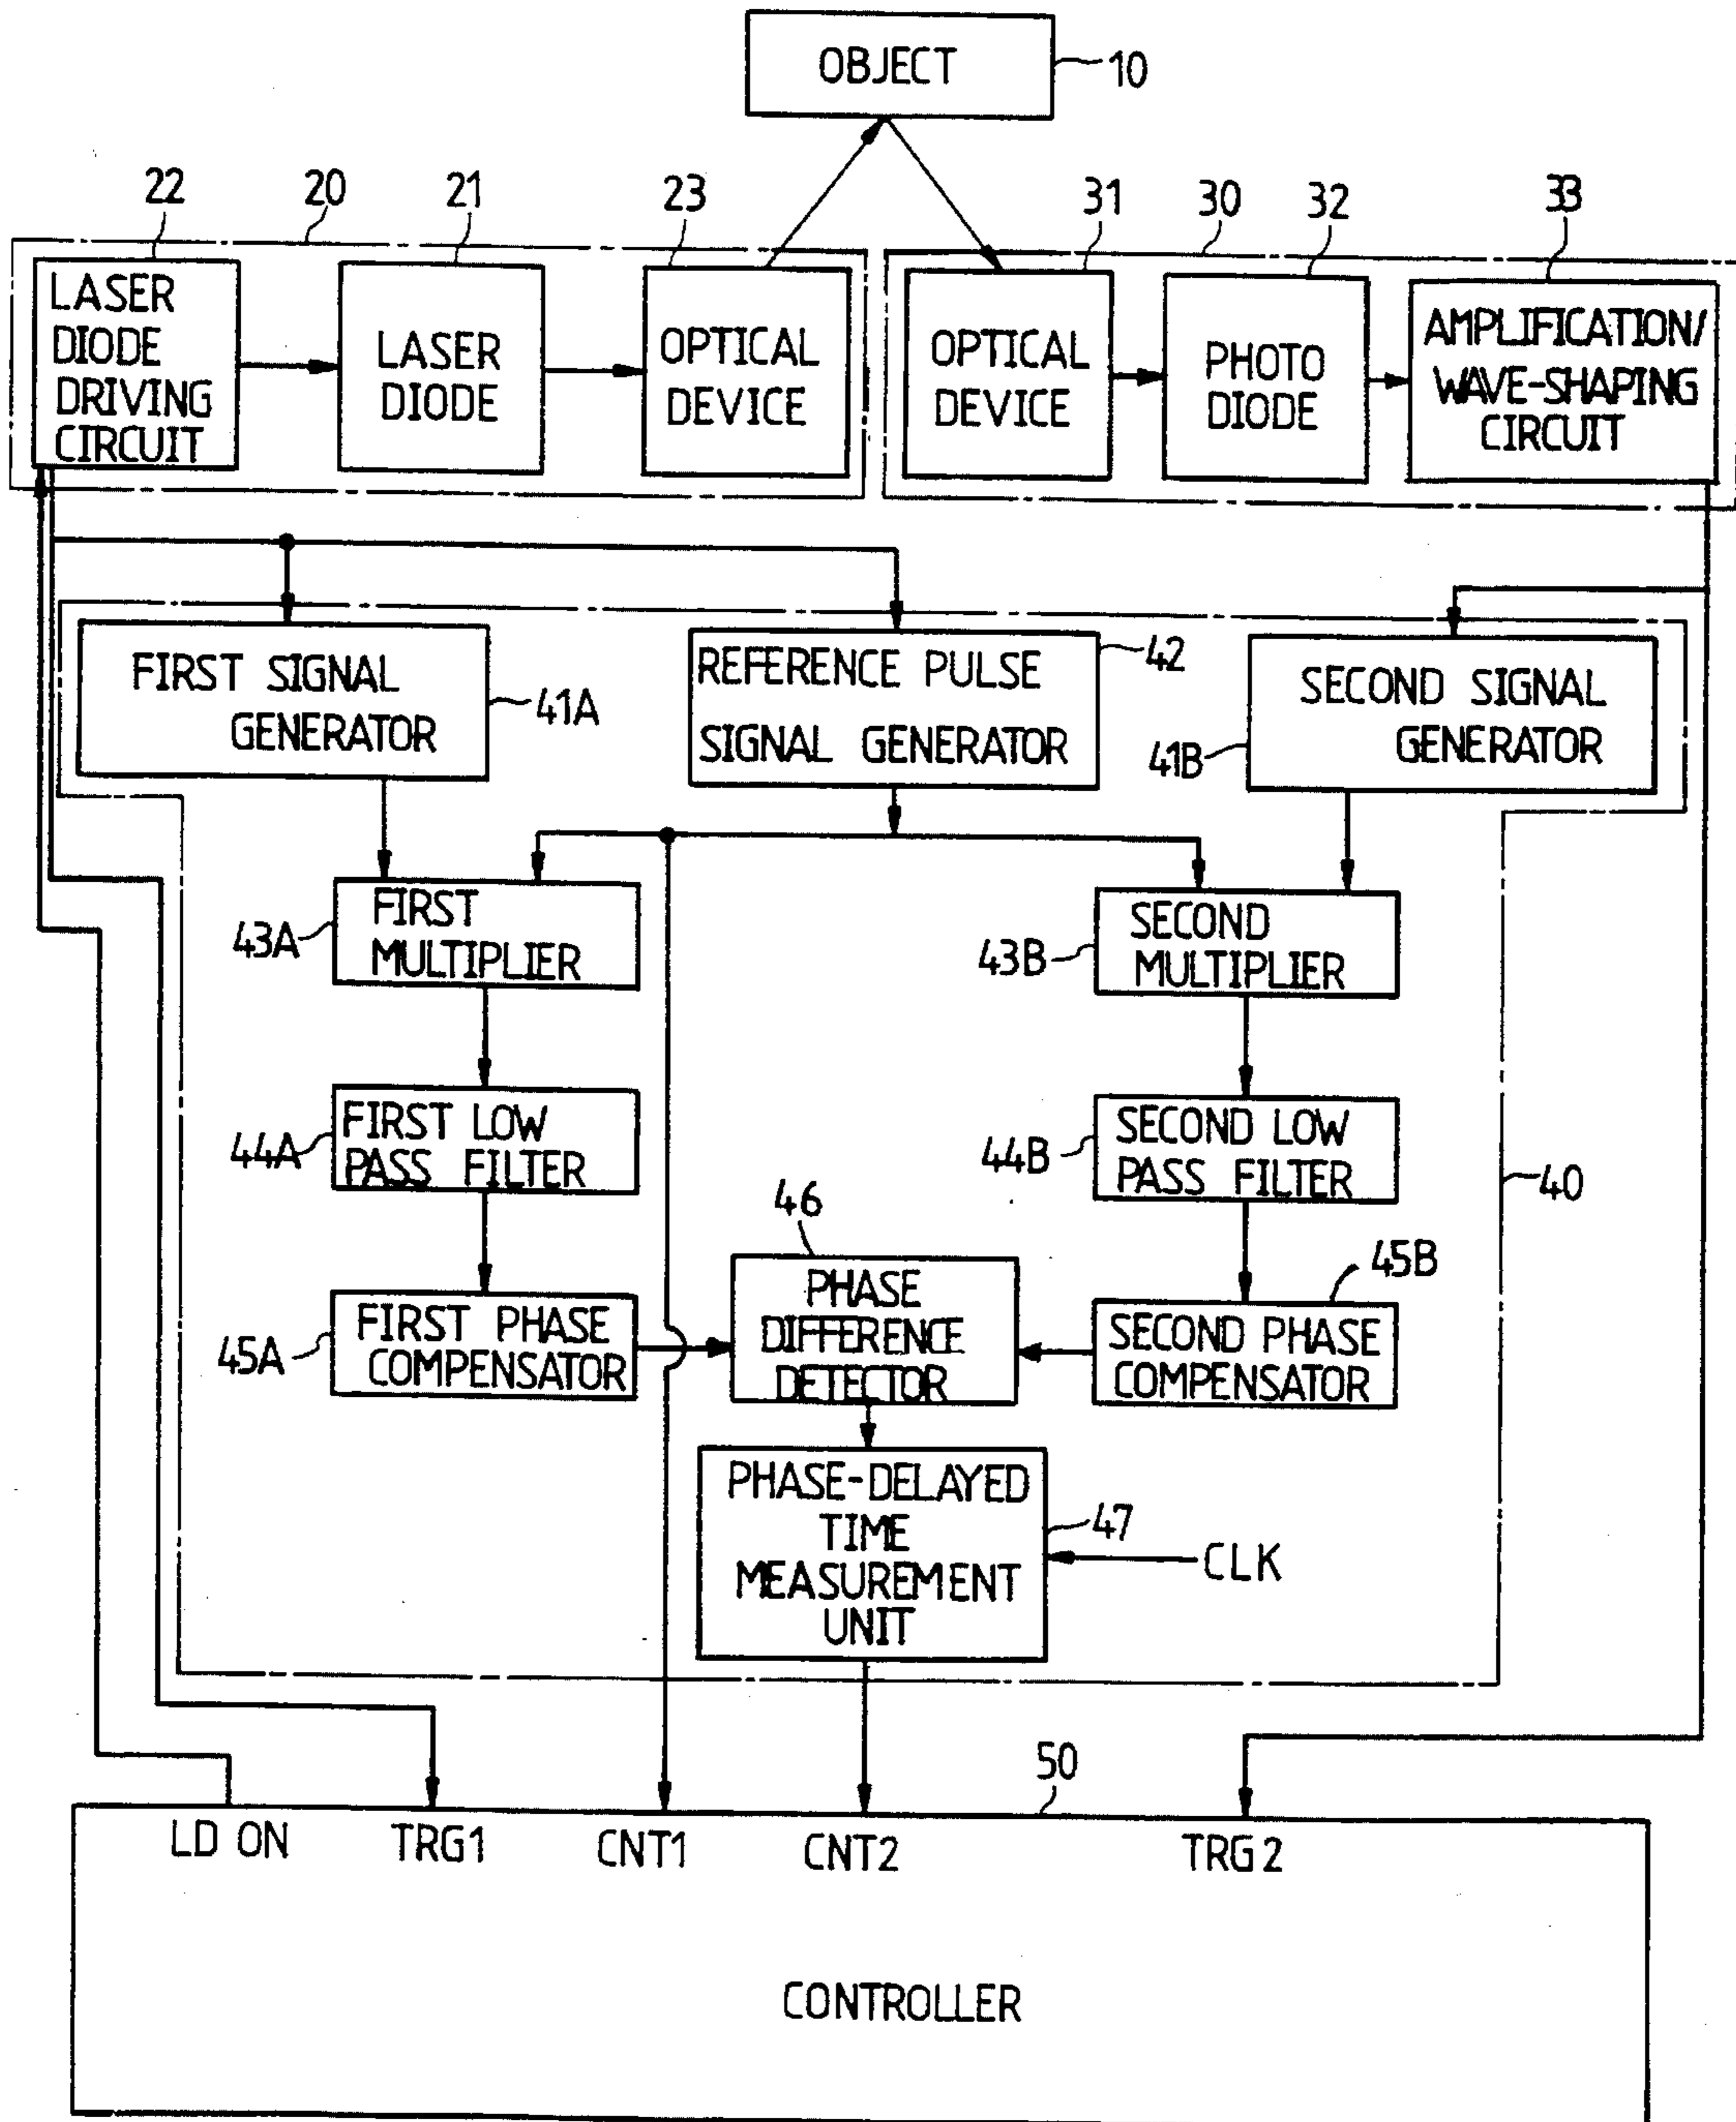 OBJECT
10
22
20
21
23
31
30
32
33
LASER
DIODE
DRIVING
CIRCUIT
LASER
DIODE
OPTICAL
DEVICE
OPTICAL
DEVICE
PHOTO
DIODE
AMPLIFICATION/
WAVE-SHAPING
CIRCUIT
FIRST SIGNAL
GENERATOR
41A
REFERENCE PULSE
SIGNAL GENERATOR
42
SECOND SIGNAL
GENERATOR
41B
FIRST
MULTIPLIER
43A
SECOND
MULTIPLIER
43B
FIRST LOW
PASS FILTER
44A
SECOND LOW
PASS FILTER
44B
40
46
45B
FIRST PHASE
COMPENSATOR
45A
PHASE
DIFFERENCE
DETECTOR
SECOND PHASE
COMPENSATOR
PHASE-DELAYED
TIME
MEASUREMENT
UNIT
47
CLK
50
LD ON
TRG1
CNT1
CNT2
TRG2
CONTROLLER